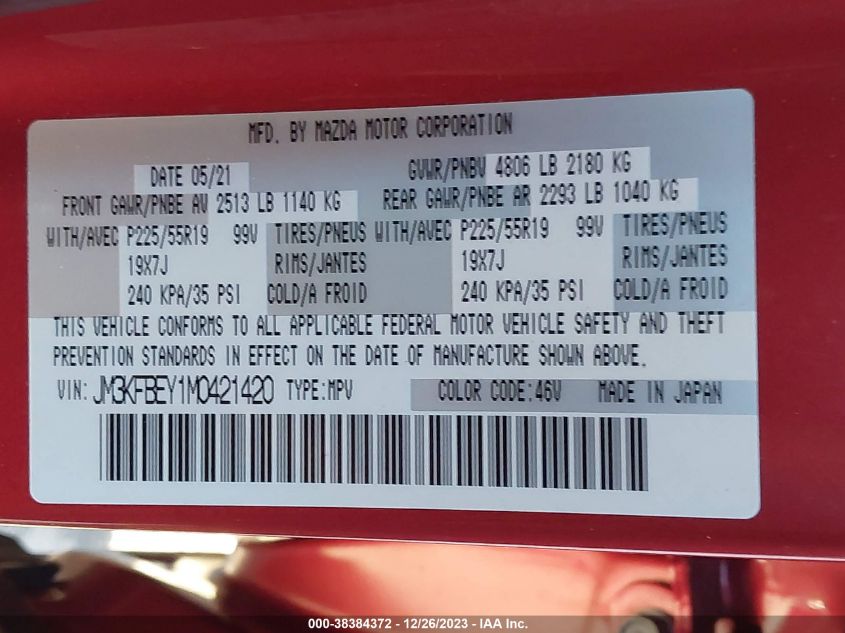 MFD. BY MAZDA MOTOR CORPORATION
DATE 05/21 GVWR/PNBV 4806 LB 2180 KG
FRONT GAWR/PNBE AV 2513 LB 1140 KG REAR GAWR/PNBE AR 2293 LB 1040 KG
WITH/AVEC P225/55R19 99V TIRES/PNEUS WITH/AVEC P225/55R19 99V TIRES/PNEUS
19X7J RIMS/JANTES 19X7J RIMS/JANTES
240 KPA/35 PSI COLD/A FROID 240 KPA/35 PSI COLD/A FROID
THIS VEHICLE CONFORMS TO ALL APPLICABLE FEDERAL MOTOR VEHICLE SAFETY AND THEFT
PREVENTION STANDARDS IN EFFECT ON THE DATE OF MANUFACTURE SHOWN ABOVE.
VIN: JM3KFBEY1M0421420 TYPE:MPV COLOR CODE:46V MADE IN JAPAN
000-38384372 - 12/26/2023 - IAA Inc.